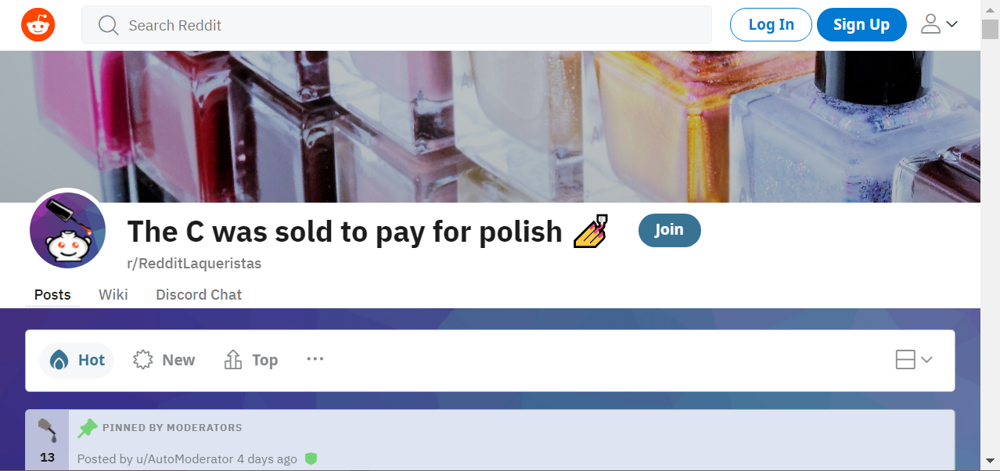 Search Reddit
Log In
Sign Up
The C was sold to pay for polish 💅
Join
r/RedditLaqueristas
Posts
Wiki
Discord Chat
Hot
New
Top
...
PINNED BY MODERATORS
13
Posted by u/AutoModerator 4 days ago